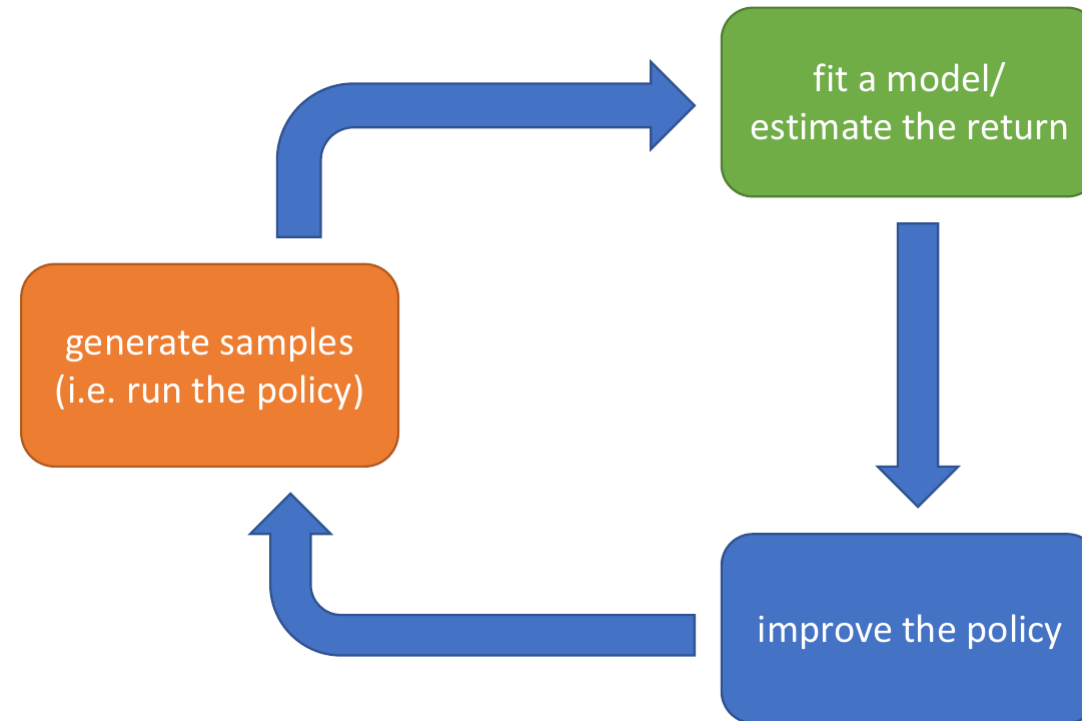 fit a model/
estimate the return
generate samples
(i.e. run the policy)
improve the policy